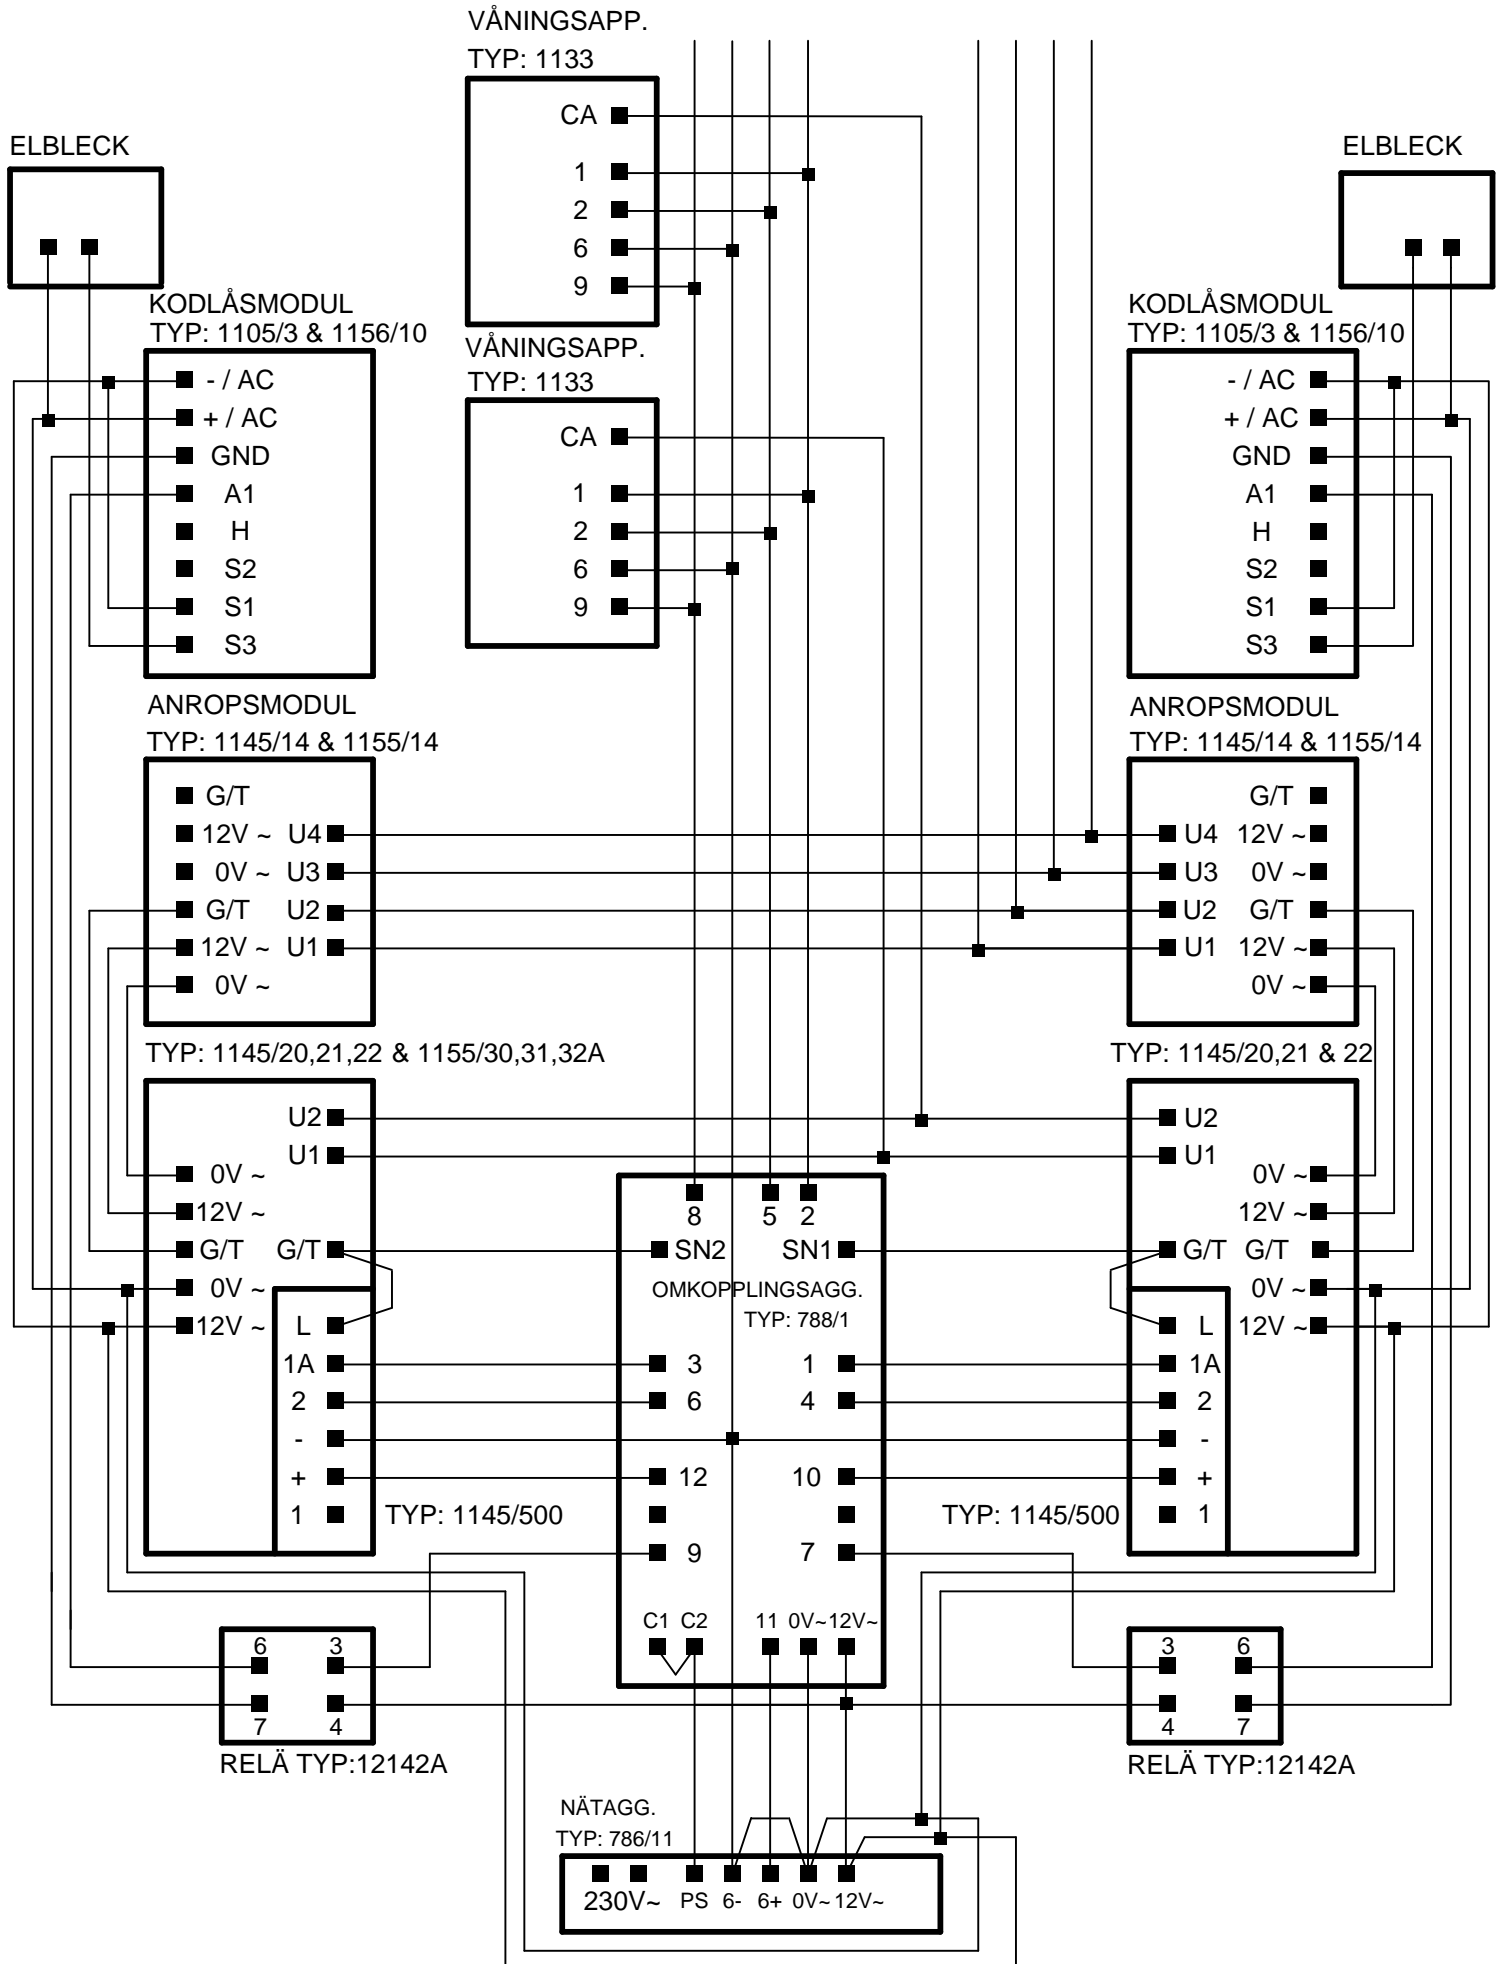 VÅNINGSAPP.
TYP: 1133
CA
1
2
6
9
ELBLECK
ELBLECK
VÅNINGSAPP.
TYP: 1133
CA
1
2
6
9
KODLÅSMODUL
TYP: 1105/3 & 1156/10
- / AC
+ / AC
GND
A1
H
S2
S1
S3
KODLÅSMODUL
TYP: 1105/3 & 1156/10
- / AC
+ / AC
GND
A1
H
S2
S1
S3
ANROPSMODUL
TYP: 1145/14 & 1155/14
G/T
12V ~ U4
0V ~ U3
G/T U2
12V ~ U1
0V ~
ANROPSMODUL
TYP: 1145/14 & 1155/14
G/T
U4 12V ~
U3 0V ~
U2 G/T
U1 12V ~
0V ~
TYP: 1145/20,21,22 & 1155/30,31,32A
U2
U1
0V ~
12V ~
G/T G/T
0V ~
12V ~ L
1A
2
-
+
1
TYP: 1145/500
8 5 2
SN2 SN1
OMKOPPLINGSAGG.
TYP: 788/1
3 1
6 4
12 10
9 7
C1 C2 11 0V~ 12V~
TYP: 1145/20,21 & 22
U2
U1
0V ~
12V ~
G/T G/T
0V ~
L 12V ~
1A
2
-
+
1
TYP: 1145/500
6 3
7 4
RELÄ TYP:12142A
3 6
4 7
RELÄ TYP:12142A
NÄTAGG.
TYP: 786/11
230V~ PS 6- 6+ 0V~ 12V~